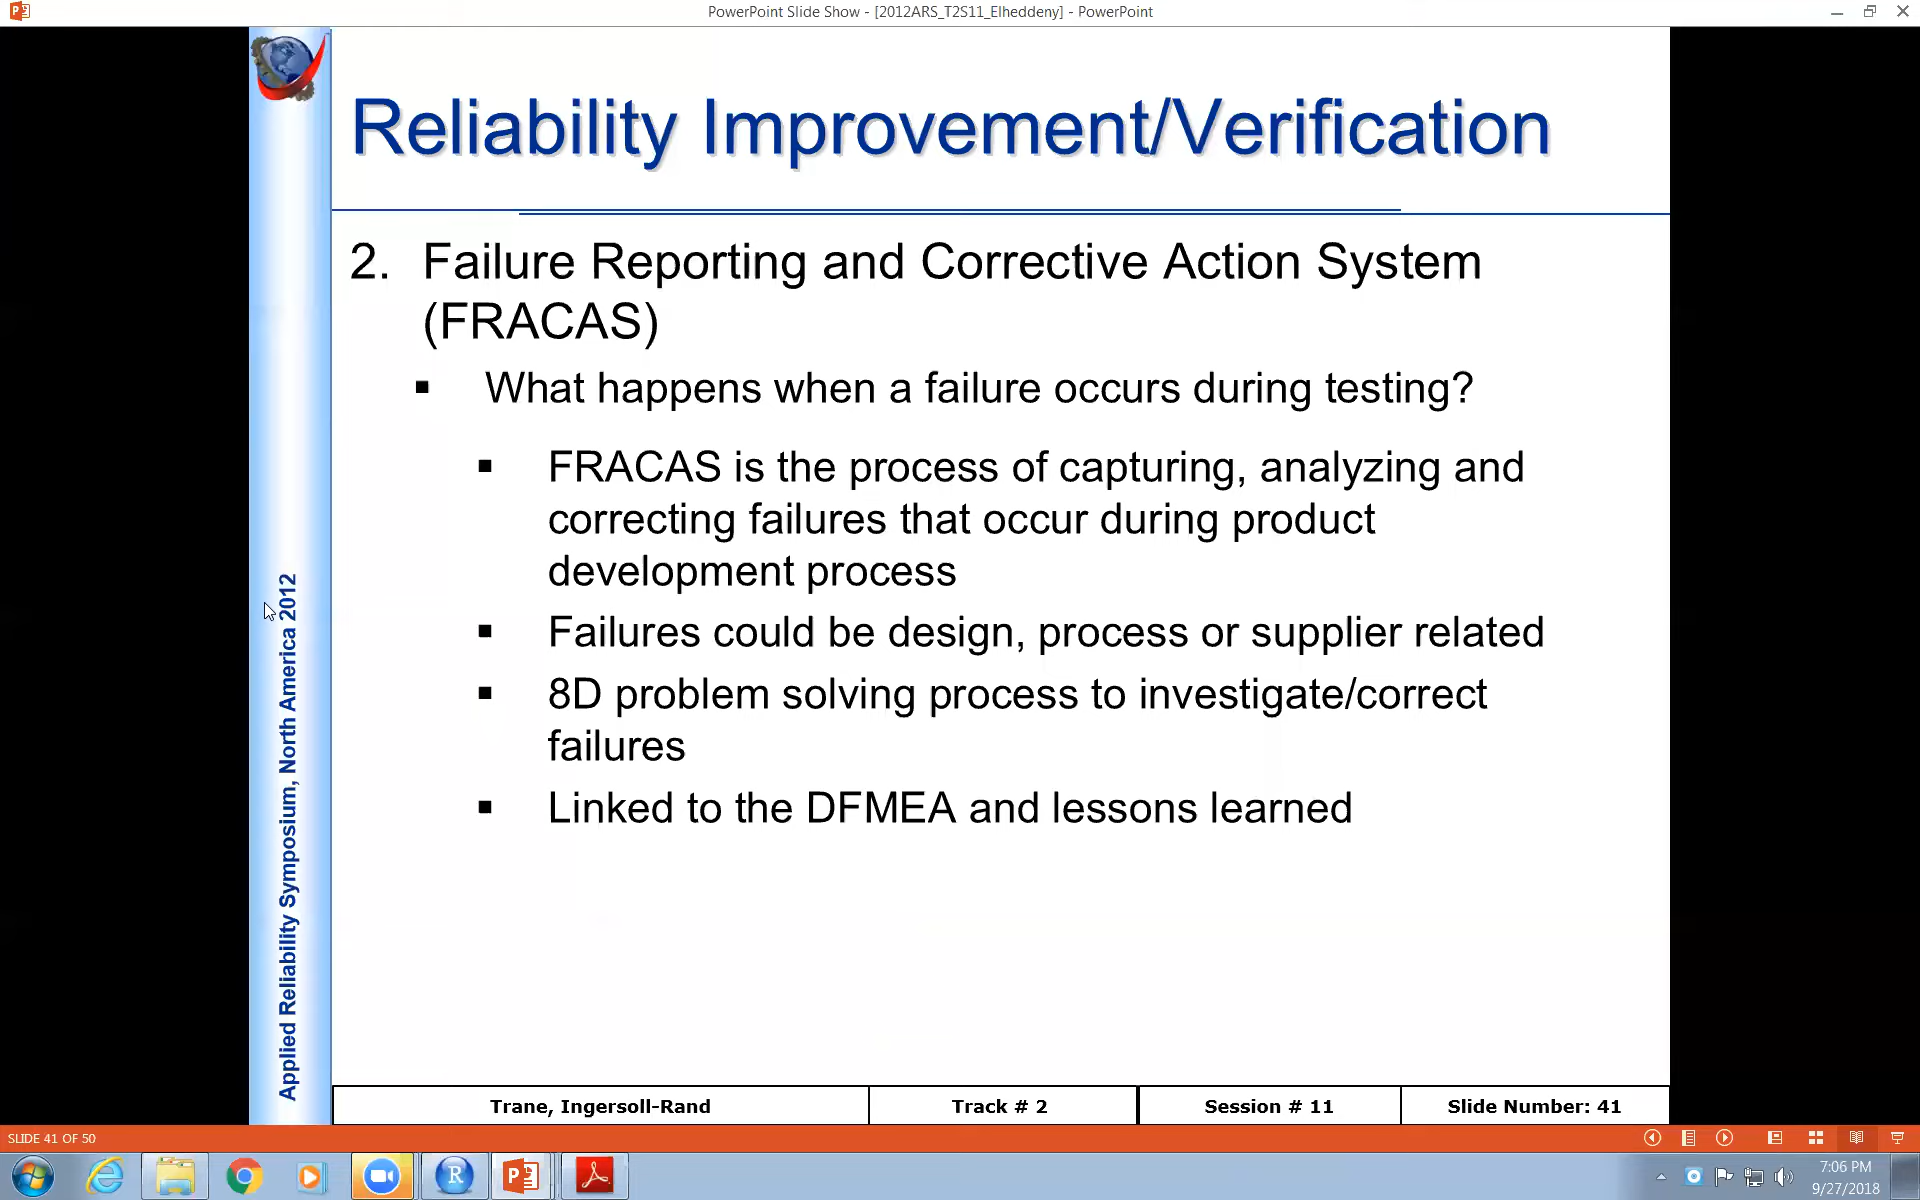 PowerPoint Slide Show - [2012ARS_T2S11_Elheddeny] - PowerPoint
Reliability Improvement/Verification
2. Failure Reporting and Corrective Action System
(FRACAS)
▪ What happens when a failure occurs during testing?
▪ FRACAS is the process of capturing, analyzing and
correcting failures that occur during product
development process
▪ Failures could be design, process or supplier related
▪ 8D problem solving process to investigate/correct
failures
▪ Linked to the DFMEA and lessons learned
Applied Reliability Symposium, North America 2012
Trane, Ingersoll-Rand
Track # 2
Session # 11
Slide Number: 41
SLIDE 41 OF 50
7:06 PM
9/27/2018